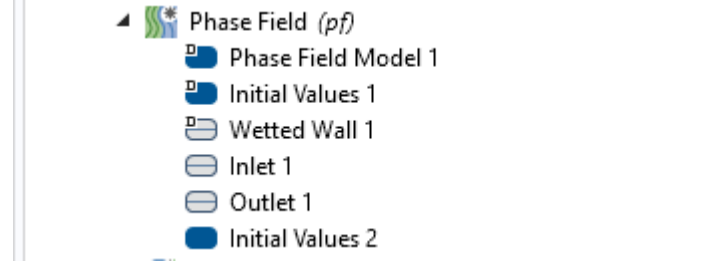 Phase Field (pf)
Phase Field Model 1
Initial Values 1
Wetted Wall 1
Inlet 1
Outlet 1
Initial Values 2